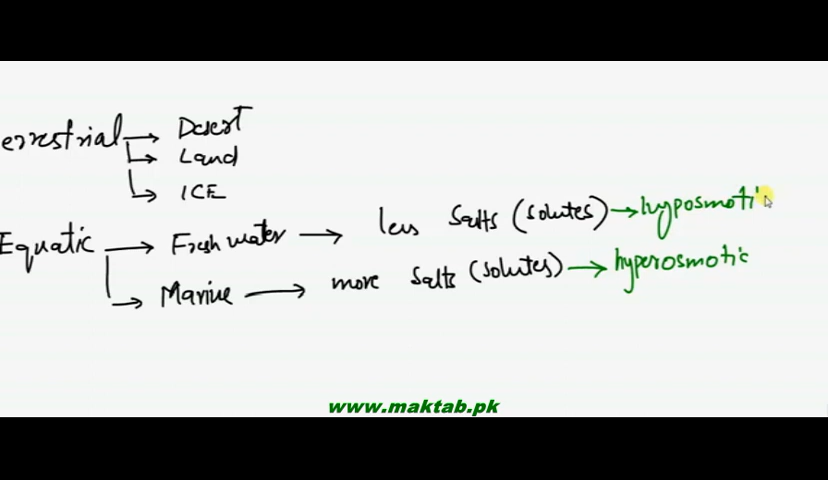 errestrial → Desert
→ Land
→ ICE
Equatic → Fresh water → less Salts (solutes) → hyposmoti
→ Marine → more Salts (solutes) → hyperosmotic
www.maktab.pk